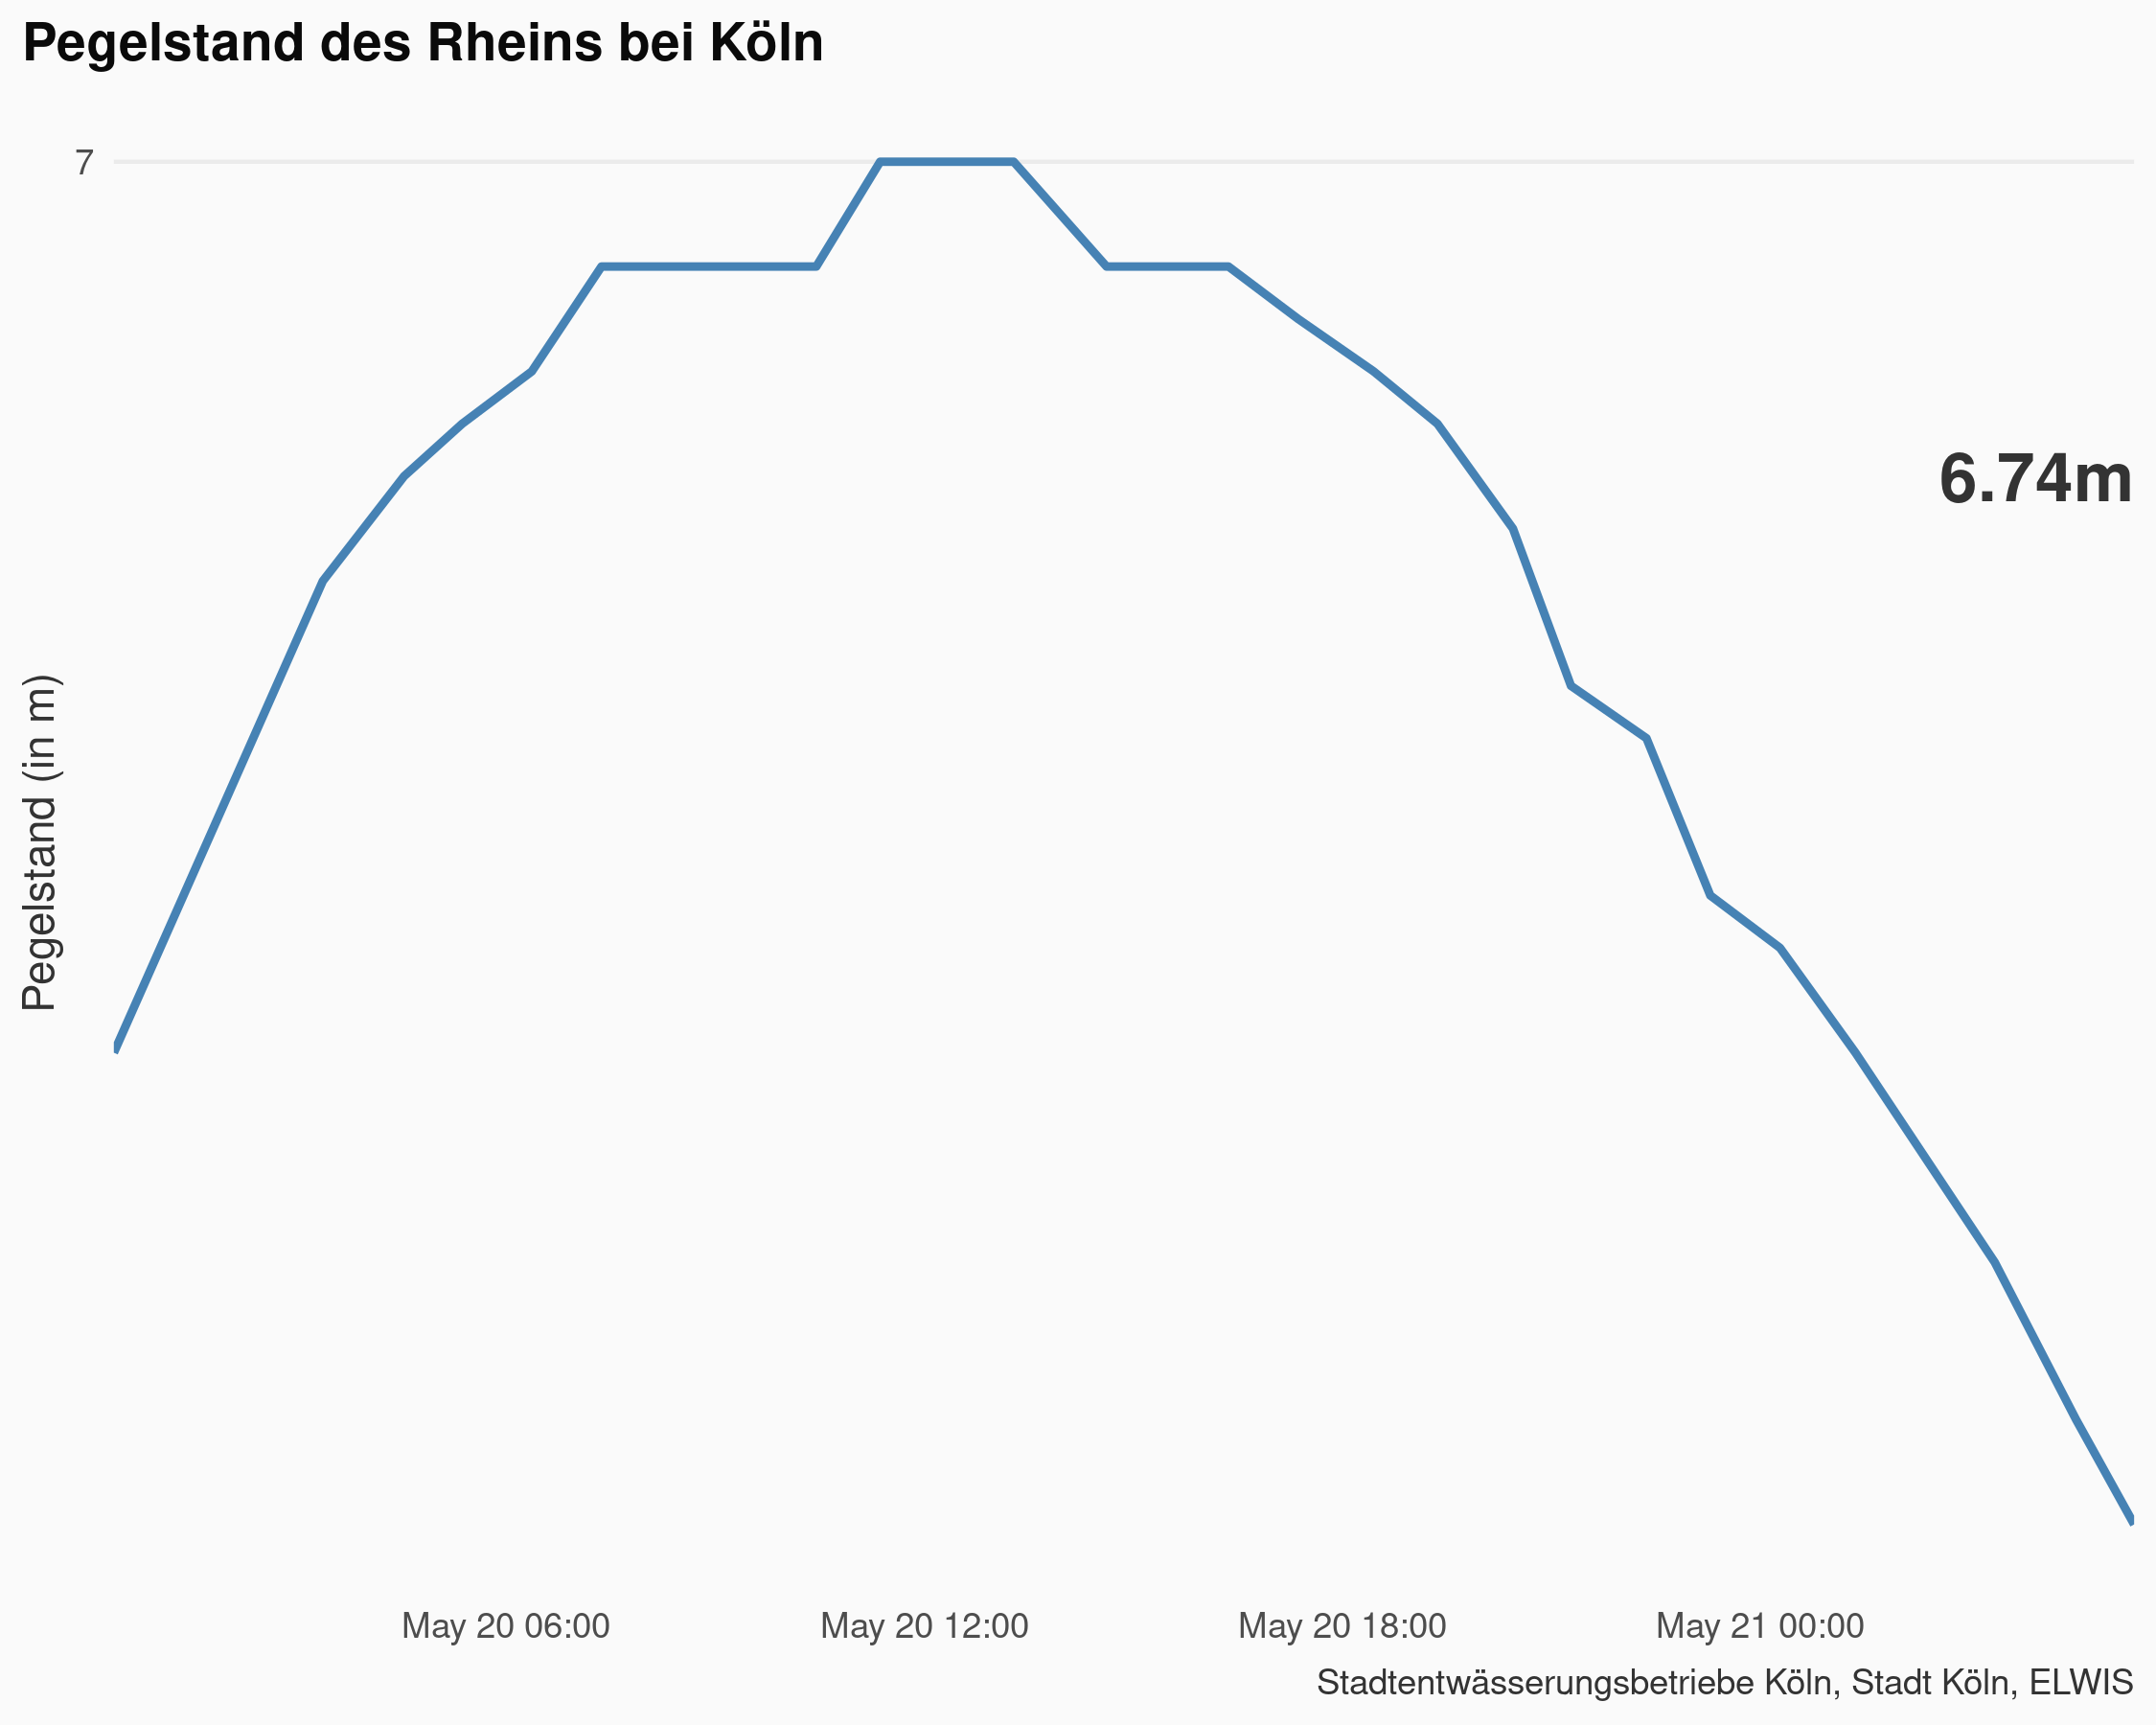 Pegelstand des Rheins bei Köln
7
Pegelstand (in m)
6.74m
May 20 06:00
May 20 12:00
May 20 18:00
May 21 00:00
Stadtentwässerungsbetriebe Köln, Stadt Köln, ELWIS